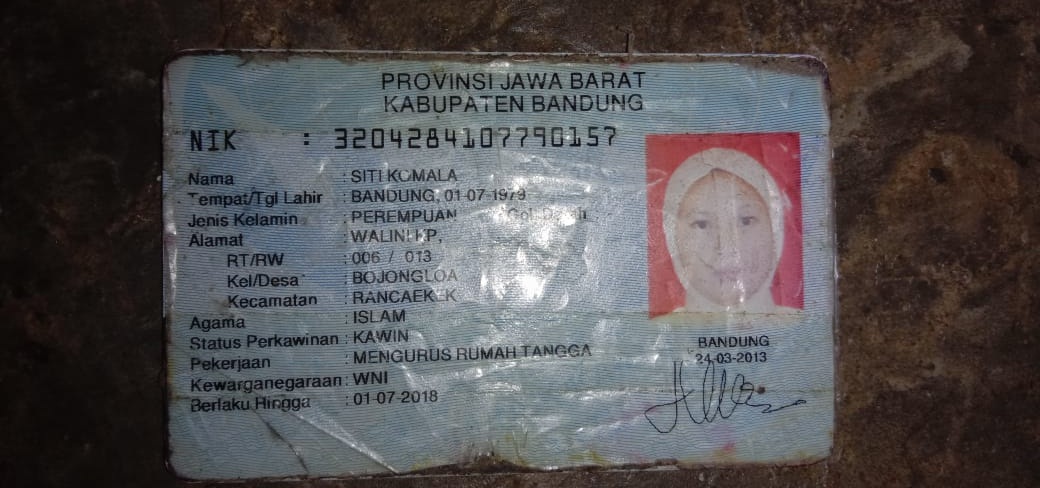 PROVINSI JAWA BARAT
KABUPATEN BANDUNG
NIK : 3204284107790157
Nama : SITI KOMALA
Tempat/Tgl Lahir : BANDUNG, 01-07-1979
Jenis Kelamin : PEREMPUAN Gol. Darah
Alamat : WALINI KP,
RT/RW : 006 / 013
Kel/Desa : BOJONGLOA
Kecamatan : RANCAEKEK
Agama : ISLAM
Status Perkawinan : KAWIN
Pekerjaan : MENGURUS RUMAH TANGGA
Kewarganegaraan : WNI
Berlaku Hingga : 01-07-2018
BANDUNG
24-03-2013